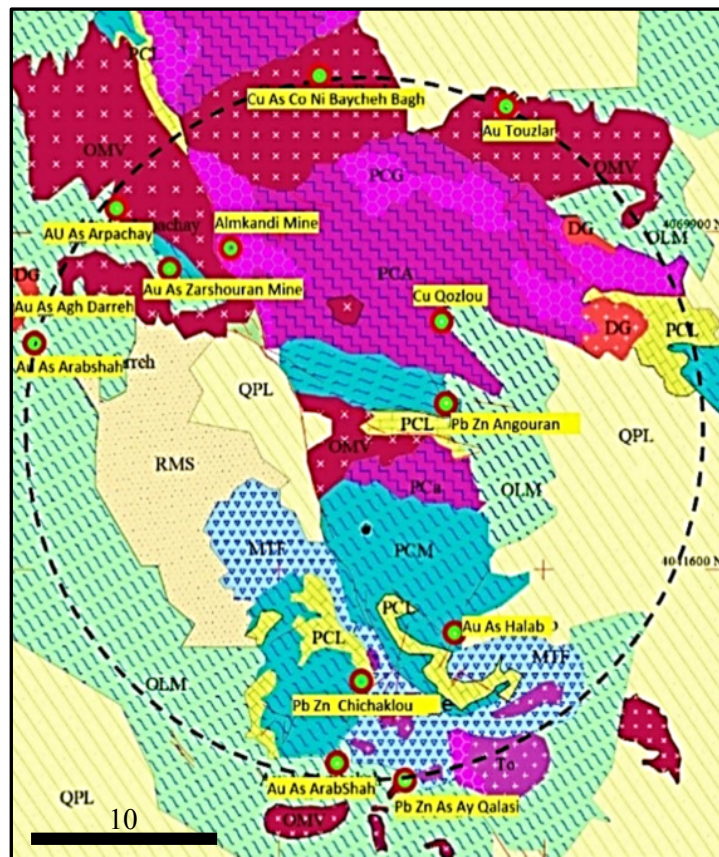 PCL
Cu As Co Ni Baycheh Bagh
Au Touzlar
OMV
OMV
PCG
AU As Arpachay
Almkandi Mine
4069900 N
DG
OLM
Au As Zarshouran Mine
PCA
DG
Au As Agh Darreh
Cu Qozlou
DG
PCL
Au As Arabshah
QPL
PCL
Pb Zn Angouran
OMV
QPL
RMS
PCa
OLM
MTF
PCM
PCL
PCL
Au As Halab
MTF
OLM
Pb Zn Chichaklou
e
To
Au As ArabShah
Pb Zn As Ay Qalasi
QPL
OMV
10